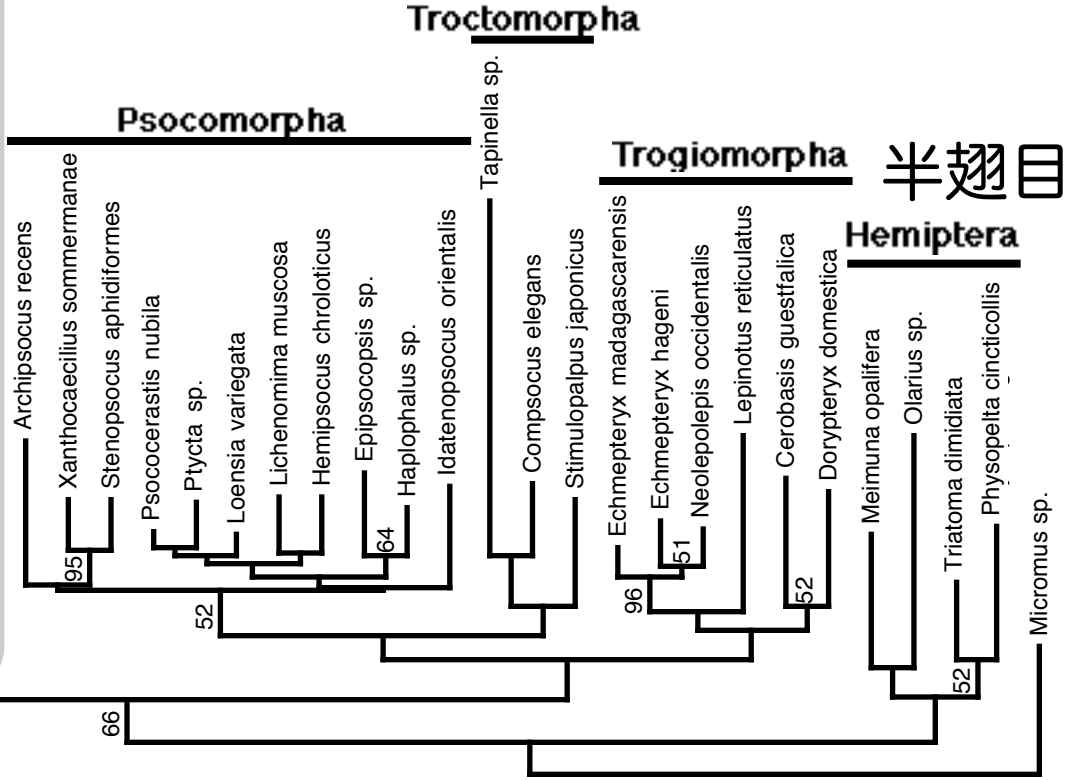 Troctomorpha
Psocomorpha
Trogiomorpha
半翅目
Hemiptera
Archipsocus recens
Xanthocaecilius sommermanae
Stenopsocus aphidiformes
Psococerastis nubila
Ptycta sp.
Loensia variegata
Lichenomima muscosa
Hemipsocus chroloticus
Epipsocopsis sp.
Haplophalus sp.
Idatenopsocus orientalis
Tapinella sp.
Compsocus elegans
Stimulopalpus japonicus
Echmepteryx madagascarensis
Echmepteryx hageni
Neolepolepis occidentalis
Lepinotus reticulatus
Cerobasis guestfalica
Dorypteryx domestica
Meimuna opalifera
Olarius sp.
Triatoma dimidiata
Physopelta cincticollis
Micromus sp.
95
64
52
51
96
52
52
66